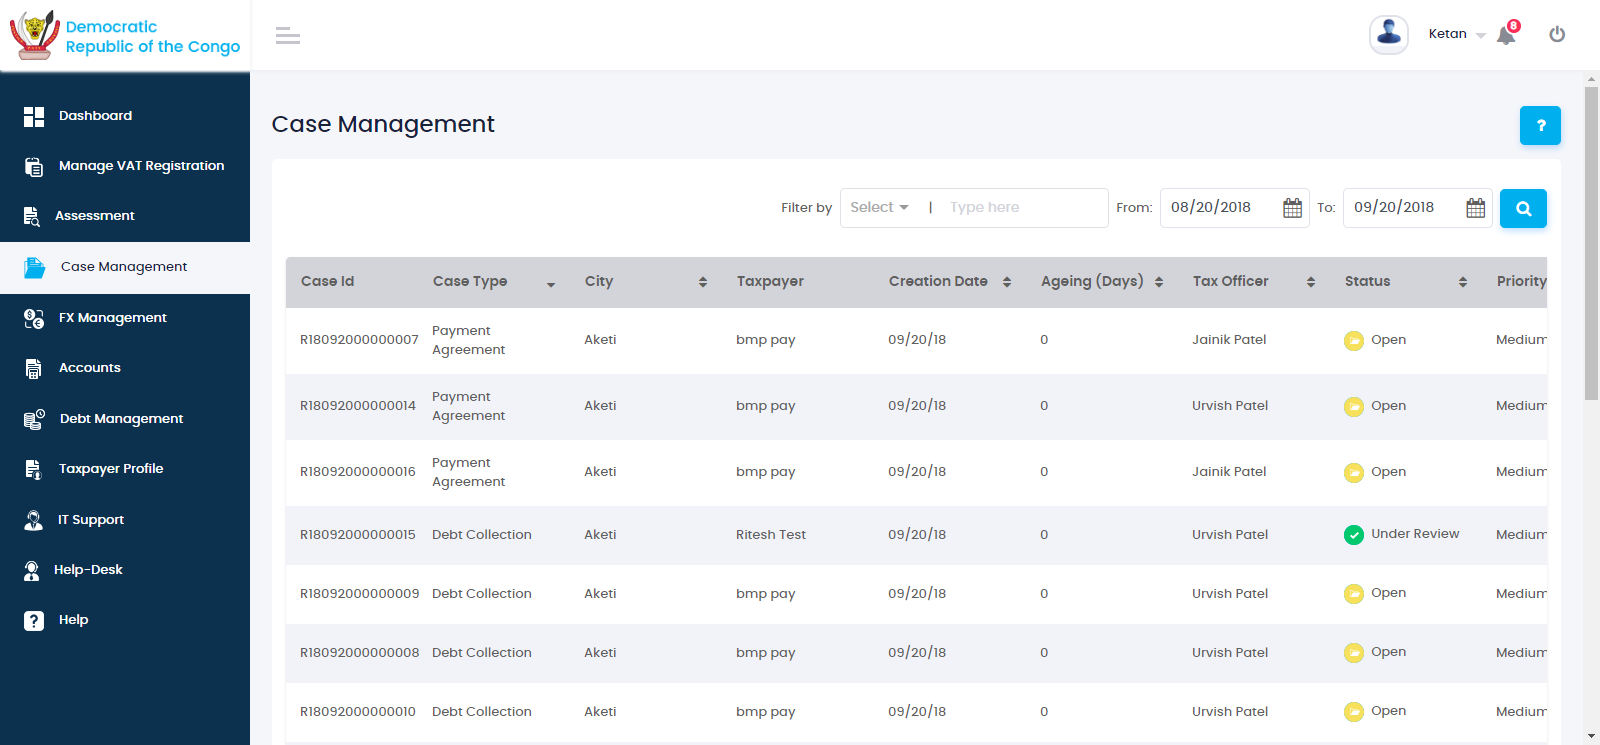 Democratic
Republic of the Congo
Ketan
8
Dashboard
Manage VAT Registration
Assessment
Case Management
FX Management
Accounts
Debt Management
Taxpayer Profile
IT Support
Help-Desk
Help
Case Management
?
Filter by Select | Type here From: 08/20/2018 To: 09/20/2018
Case Id Case Type City Taxpayer Creation Date Ageing (Days) Tax Officer Status Priority
R18092000000007 Payment Agreement Aketi bmp pay 09/20/18 0 Jainik Patel Open Medium
R18092000000014 Payment Agreement Aketi bmp pay 09/20/18 0 Urvish Patel Open Medium
R18092000000016 Payment Agreement Aketi bmp pay 09/20/18 0 Jainik Patel Open Medium
R18092000000015 Debt Collection Aketi Ritesh Test 09/20/18 0 Urvish Patel Under Review Medium
R18092000000009 Debt Collection Aketi bmp pay 09/20/18 0 Urvish Patel Open Medium
R18092000000008 Debt Collection Aketi bmp pay 09/20/18 0 Urvish Patel Open Medium
R18092000000010 Debt Collection Aketi bmp pay 09/20/18 0 Urvish Patel Open Medium